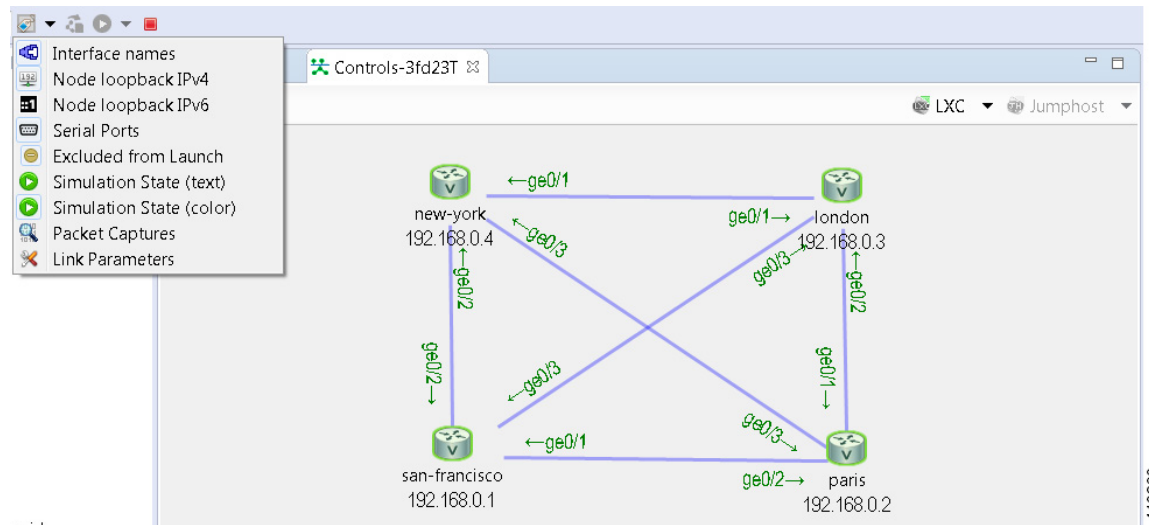 Interface names
Node loopback IPv4
Node loopback IPv6
Serial Ports
Excluded from Launch
Simulation State (text)
Simulation State (color)
Packet Captures
Link Parameters
Controls-3fd23T
LXC
Jumphost
←ge0/1
new-york
192.168.0.4
ge0/1→
london
192.168.0.3
←ge0/3
ge0/3→
←ge0/2
←ge0/2
ge0/2→
←ge0/3
ge0/1→
ge0/3→
←ge0/1
san-francisco
192.168.0.1
ge0/2→
paris
192.168.0.2